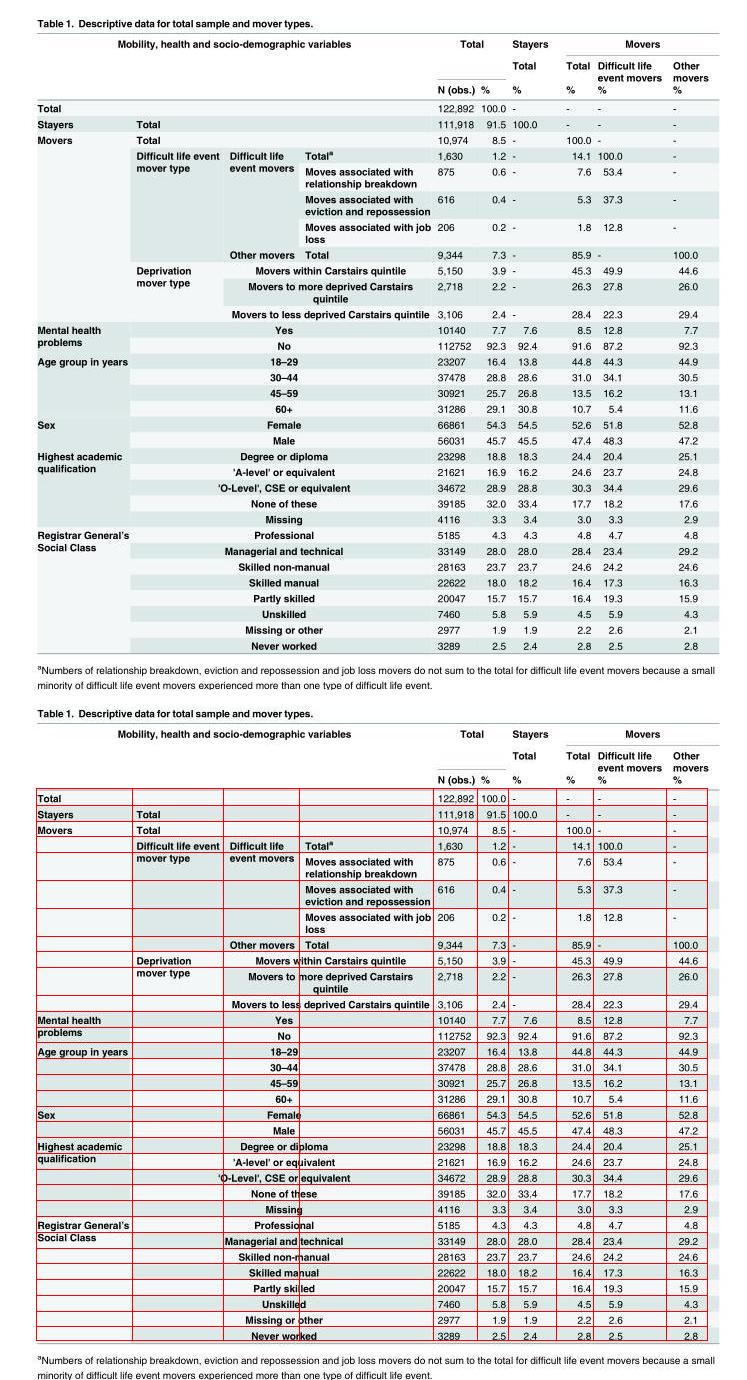 Table 1. Descriptive data for total sample and mover types.
Mobility, health and socio-demographic variables Total Stayers Movers
Total Total Difficult life Other
event movers movers
N (obs.) % % % % %
Total 122,892 100.0 - - - -
Stayers Total 111,918 91.5 100.0 - - -
Movers Total 10,974 8.5 - 100.0 - -
Difficult life event Difficult life Totalª 1,630 1.2 - 14.1 100.0 -
mover type event movers Moves associated with 875 0.6 - 7.6 53.4 -
relationship breakdown
Moves associated with 616 0.4 - 5.3 37.3 -
eviction and repossession
Moves associated with job 206 0.2 - 1.8 12.8 -
loss
Other movers Total 9,344 7.3 - 85.9 - 100.0
Deprivation Movers within Carstairs quintile 5,150 3.9 - 45.3 49.9 44.6
mover type Movers to more deprived Carstairs 2,718 2.2 - 26.3 27.8 26.0
quintile
Movers to less deprived Carstairs quintile 3,106 2.4 - 28.4 22.3 29.4
Mental health Yes 10140 7.7 7.6 8.5 12.8 7.7
problems No 112752 92.3 92.4 91.6 87.2 92.3
Age group in years 18–29 23207 16.4 13.8 44.8 44.3 44.9
30–44 37478 28.8 28.6 31.0 34.1 30.5
45–59 30921 25.7 26.8 13.5 16.2 13.1
60+ 31286 29.1 30.8 10.7 5.4 11.6
Sex Female 66861 54.3 54.5 52.6 51.8 52.8
Male 56031 45.7 45.5 47.4 48.3 47.2
Highest academic Degree or diploma 23298 18.8 18.3 24.4 20.4 25.1
qualification 'A-level' or equivalent 21621 16.9 16.2 24.6 23.7 24.8
'O-Level', CSE or equivalent 34672 28.9 28.8 30.3 34.4 29.6
None of these 39185 32.0 33.4 17.7 18.2 17.6
Missing 4116 3.3 3.4 3.0 3.3 2.9
Registrar General's Professional 5185 4.3 4.3 4.8 4.7 4.8
Social Class Managerial and technical 33149 28.0 28.0 28.4 23.4 29.2
Skilled non-manual 28163 23.7 23.7 24.6 24.2 24.6
Skilled manual 22622 18.0 18.2 16.4 17.3 16.3
Partly skilled 20047 15.7 15.7 16.4 19.3 15.9
Unskilled 7460 5.8 5.9 4.5 5.9 4.3
Missing or other 2977 1.9 1.9 2.2 2.6 2.1
Never worked 3289 2.5 2.4 2.8 2.5 2.8
ªNumbers of relationship breakdown, eviction and repossession and job loss movers do not sum to the total for difficult life event movers because a small
minority of difficult life event movers experienced more than one type of difficult life event.
Table 1. Descriptive data for total sample and mover types.
Mobility, health and socio-demographic variables Total Stayers Movers
Total Total Difficult life Other
event movers movers
N (obs.) % % % % %
Total 122,892 100.0 - - - -
Stayers Total 111,918 91.5 100.0 - - -
Movers Total 10,974 8.5 - 100.0 - -
Difficult life event Difficult life Totalª 1,630 1.2 - 14.1 100.0 -
mover type event movers Moves associated with 875 0.6 - 7.6 53.4 -
relationship breakdown
Moves associated with 616 0.4 - 5.3 37.3 -
eviction and repossession
Moves associated with job 206 0.2 - 1.8 12.8 -
loss
Other movers Total 9,344 7.3 - 85.9 - 100.0
Deprivation Movers within Carstairs quintile 5,150 3.9 - 45.3 49.9 44.6
mover type Movers to more deprived Carstairs 2,718 2.2 - 26.3 27.8 26.0
quintile
Movers to less deprived Carstairs quintile 3,106 2.4 - 28.4 22.3 29.4
Mental health Yes 10140 7.7 7.6 8.5 12.8 7.7
problems No 112752 92.3 92.4 91.6 87.2 92.3
Age group in years 18–29 23207 16.4 13.8 44.8 44.3 44.9
30–44 37478 28.8 28.6 31.0 34.1 30.5
45–59 30921 25.7 26.8 13.5 16.2 13.1
60+ 31286 29.1 30.8 10.7 5.4 11.6
Sex Female 66861 54.3 54.5 52.6 51.8 52.8
Male 56031 45.7 45.5 47.4 48.3 47.2
Highest academic Degree or diploma 23298 18.8 18.3 24.4 20.4 25.1
qualification 'A-level' or equivalent 21621 16.9 16.2 24.6 23.7 24.8
'O-Level', CSE or equivalent 34672 28.9 28.8 30.3 34.4 29.6
None of these 39185 32.0 33.4 17.7 18.2 17.6
Missing 4116 3.3 3.4 3.0 3.3 2.9
Registrar General's Professional 5185 4.3 4.3 4.8 4.7 4.8
Social Class Managerial and technical 33149 28.0 28.0 28.4 23.4 29.2
Skilled non-manual 28163 23.7 23.7 24.6 24.2 24.6
Skilled manual 22622 18.0 18.2 16.4 17.3 16.3
Partly skilled 20047 15.7 15.7 16.4 19.3 15.9
Unskilled 7460 5.8 5.9 4.5 5.9 4.3
Missing or other 2977 1.9 1.9 2.2 2.6 2.1
Never worked 3289 2.5 2.4 2.8 2.5 2.8
ªNumbers of relationship breakdown, eviction and repossession and job loss movers do not sum to the total for difficult life event movers because a small
minority of difficult life event movers experienced more than one type of difficult life event.